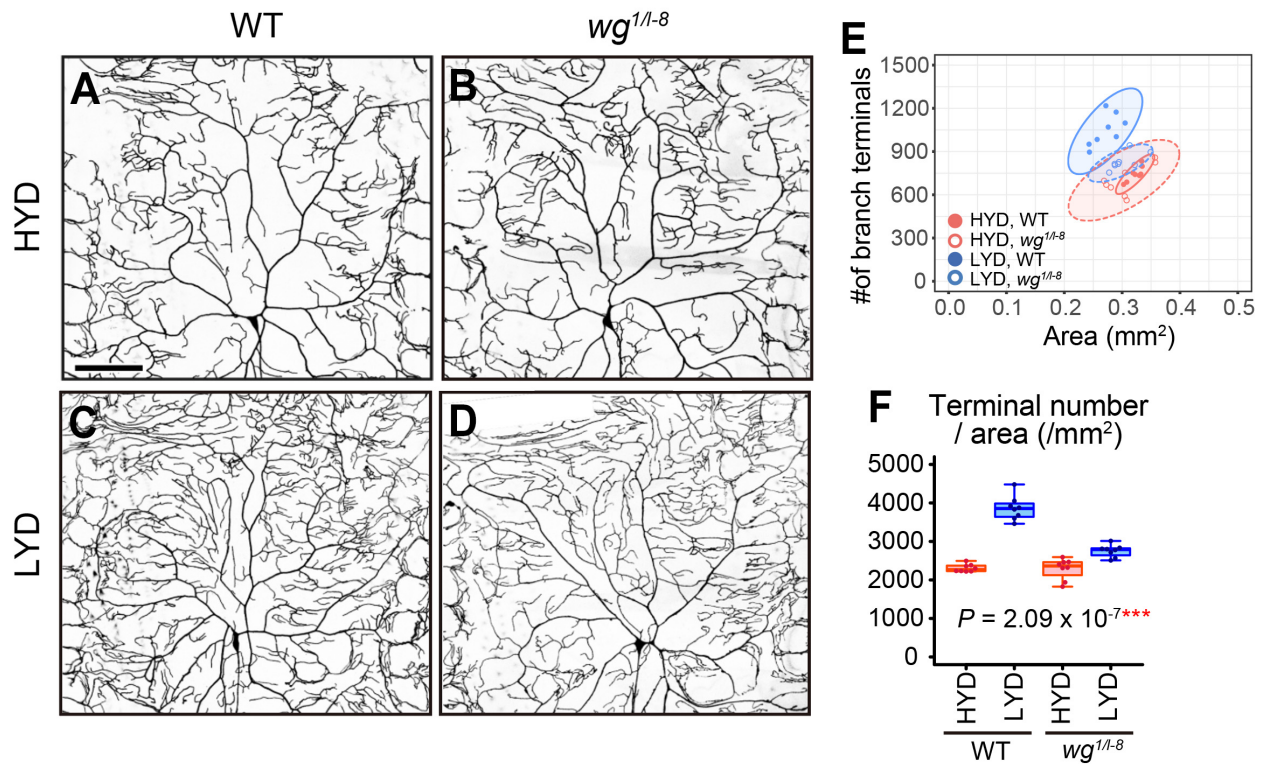 WT
wg1/l-8
HYD
A
B
LYD
C
D
E
#of branch terminals
1500
1200
900
600
300
0
HYD, WT
HYD, wg1/l-8
LYD, WT
LYD, wg1/l-8
0.0 0.1 0.2 0.3 0.4 0.5
Area (mm2)
F
Terminal number
/ area (/mm2)
5000
4000
3000
2000
1000
0
P = 2.09 x 10-7***
HYD LYD HYD LYD
WT wg1/l-8